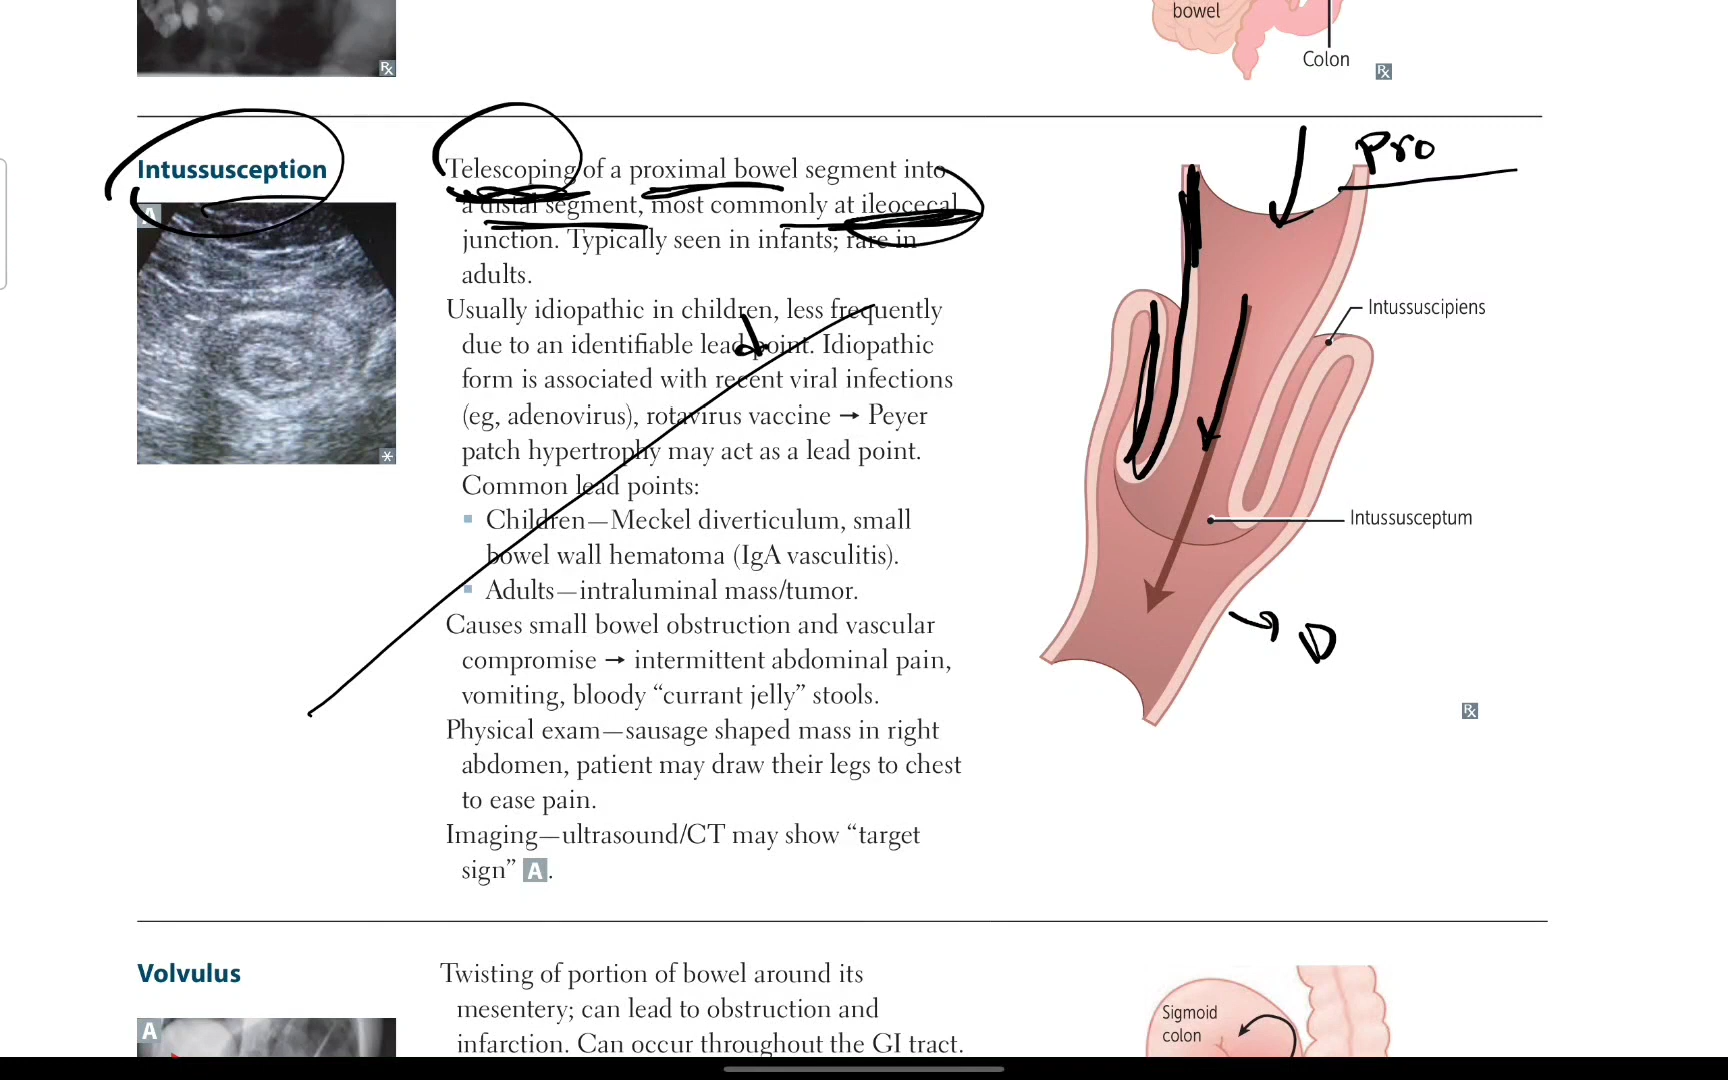 bowel
Colon
Rx
Rx
Intussusception
A
Telescoping of a proximal bowel segment into
a distal segment, most commonly at ileocecal
junction. Typically seen in infants; rare in
adults.
Usually idiopathic in children, less frequently
due to an identifiable lead point. Idiopathic
form is associated with recent viral infections
(eg, adenovirus), rotavirus vaccine → Peyer
patch hypertrophy may act as a lead point.
Common lead points:
▪ Children—Meckel diverticulum, small
bowel wall hematoma (IgA vasculitis).
▪ Adults—intraluminal mass/tumor.
Causes small bowel obstruction and vascular
compromise → intermittent abdominal pain,
vomiting, bloody “currant jelly” stools.
Physical exam—sausage shaped mass in right
abdomen, patient may draw their legs to chest
to ease pain.
Imaging—ultrasound/CT may show “target
sign” A.
d
Pro
Intussuscipiens
Intussusceptum
D
Rx
Volvulus
A
Twisting of portion of bowel around its
mesentery; can lead to obstruction and
infarction. Can occur throughout the GI tract.
Sigmoid
colon